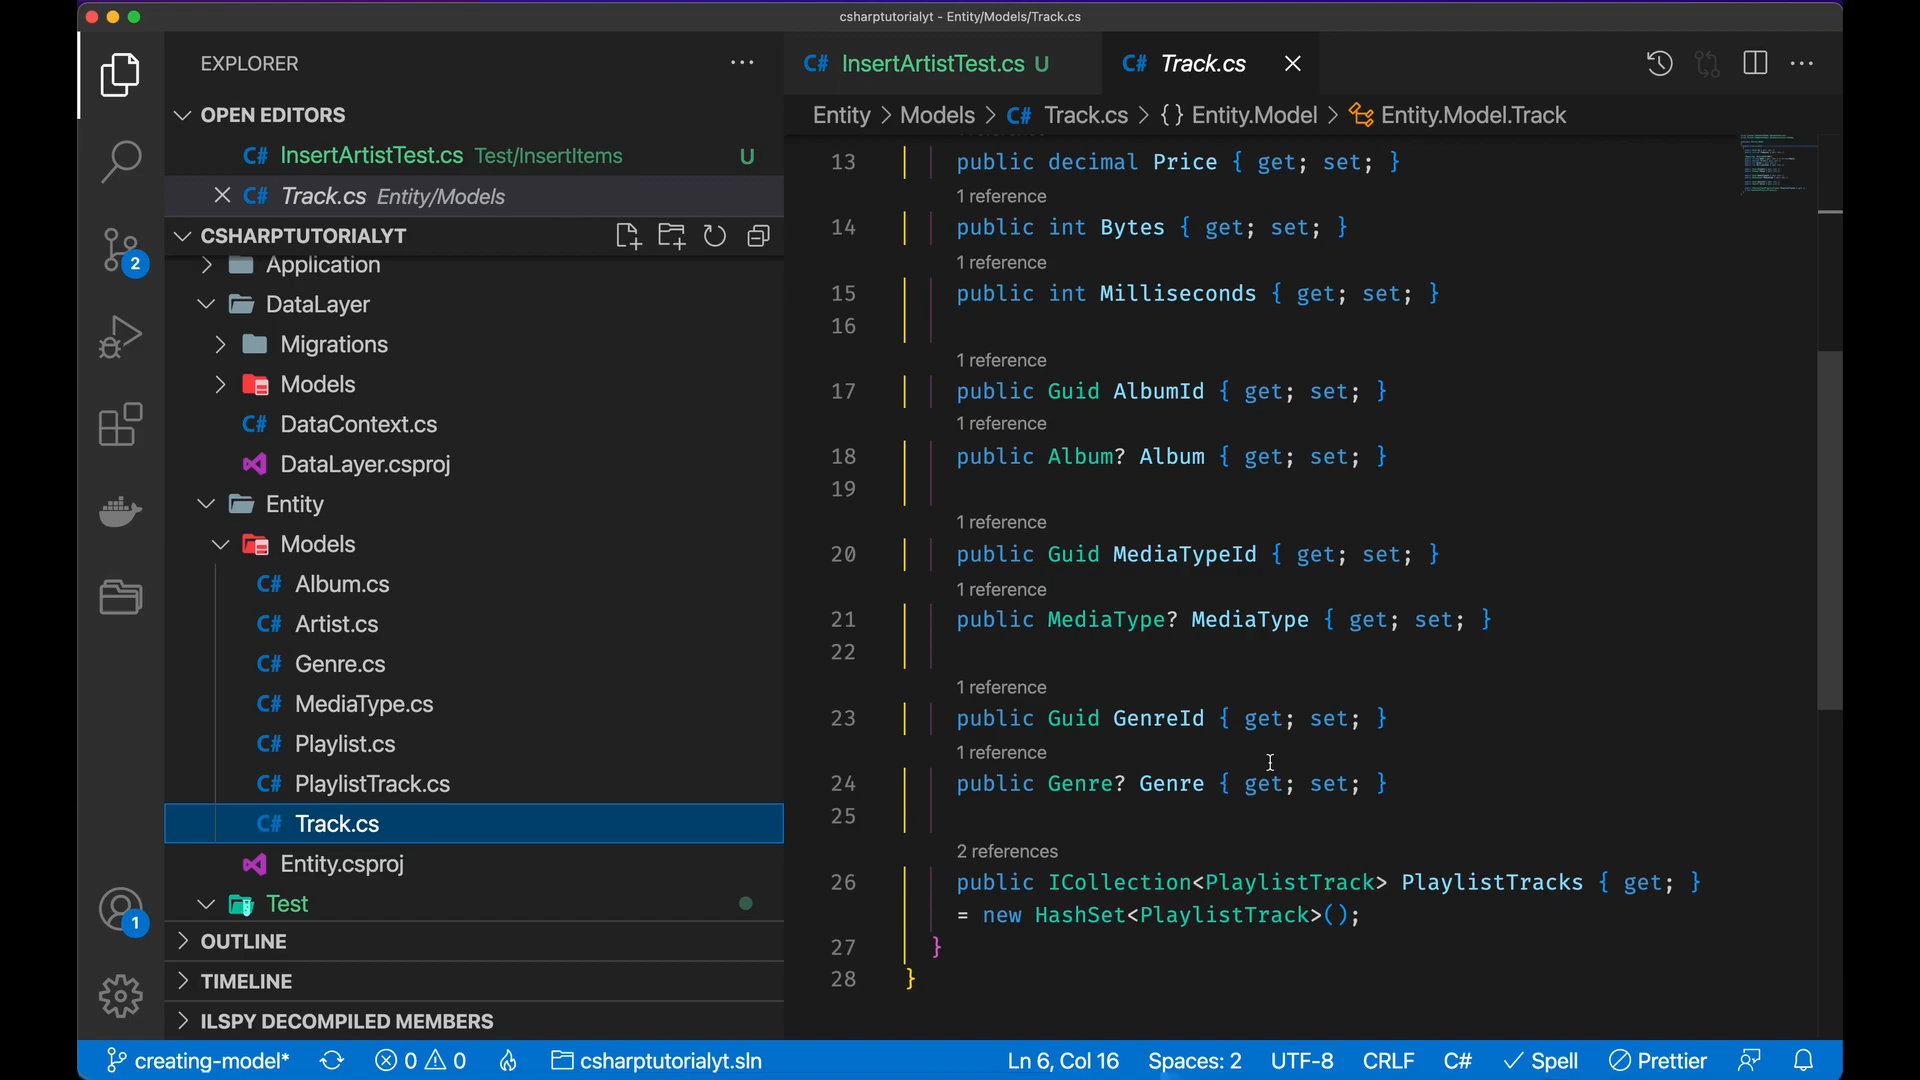 csharptutorialyt - Entity/Models/Track.cs
EXPLORER
OPEN EDITORS
C# InsertArtistTest.cs Test/InsertItems U
C# Track.cs Entity/Models
CSHARPTUTORIALYT
Application
DataLayer
Migrations
Models
C# DataContext.cs
DataLayer.csproj
Entity
Models
C# Album.cs
C# Artist.cs
C# Genre.cs
C# MediaType.cs
C# Playlist.cs
C# PlaylistTrack.cs
C# Track.cs
Entity.csproj
Test
OUTLINE
TIMELINE
ILSPY DECOMPILED MEMBERS
2
1
C# InsertArtistTest.cs U
C# Track.cs
Entity > Models > C# Track.cs > {} Entity.Model > Entity.Model.Track
13 public decimal Price { get; set; }
1 reference
14 public int Bytes { get; set; }
1 reference
15 public int Milliseconds { get; set; }
16
1 reference
17 public Guid AlbumId { get; set; }
1 reference
18 public Album? Album { get; set; }
19
1 reference
20 public Guid MediaTypeId { get; set; }
1 reference
21 public MediaType? MediaType { get; set; }
22
1 reference
23 public Guid GenreId { get; set; }
1 reference
24 public Genre? Genre { get; set; }
25
2 references
26 public ICollection<PlaylistTrack> PlaylistTracks { get; }
= new HashSet<PlaylistTrack>();
27 }
28 }
creating-model* 0 0 csharptutorialyt.sln Ln 6, Col 16 Spaces: 2 UTF-8 CRLF C# Spell Prettier